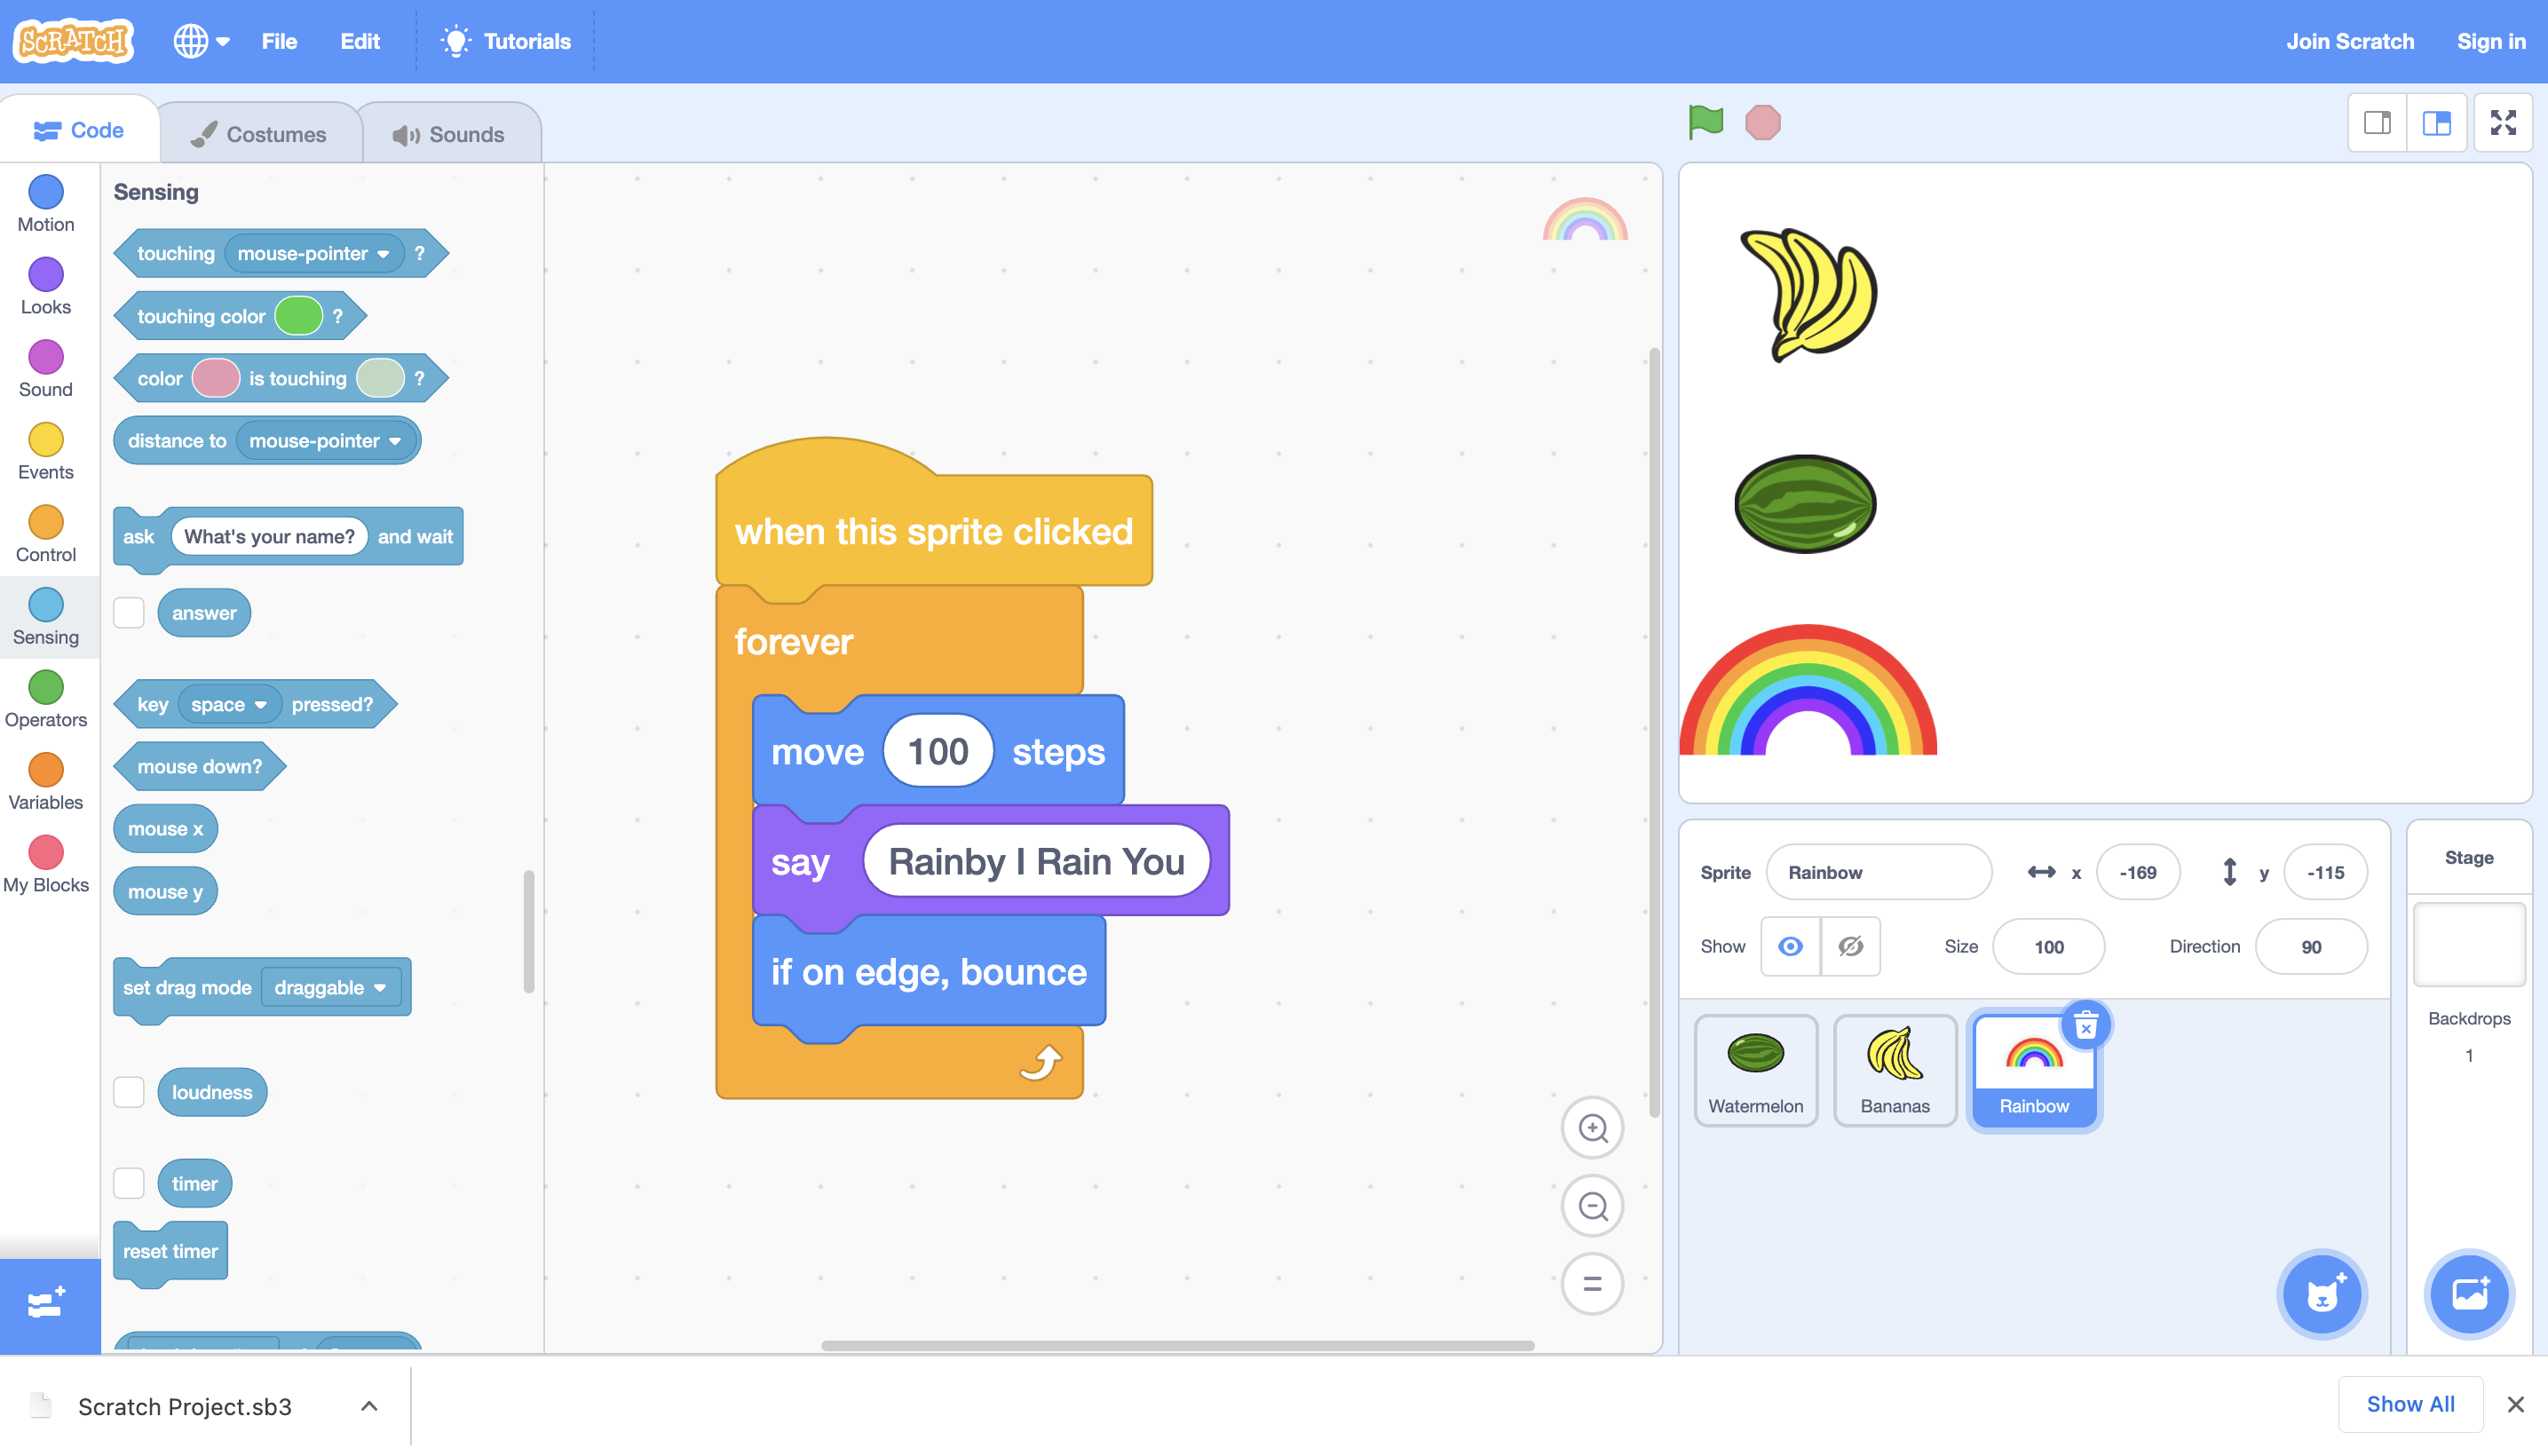 SCRATCH File Edit Tutorials Join Scratch Sign in
Code Costumes Sounds
Motion
Looks
Sound
Events
Control
Sensing
Operators
Variables
My Blocks
Sensing
touching mouse-pointer ?
touching color ?
color is touching ?
distance to mouse-pointer
ask What's your name? and wait
answer
key space pressed?
mouse down?
mouse x
mouse y
set drag mode draggable
loudness
timer
reset timer
when this sprite clicked
forever
move 100 steps
say Rainby I Rain You
if on edge, bounce
Sprite Rainbow x -169 y -115
Show Size 100 Direction 90
Watermelon Bananas Rainbow
Stage
Backdrops
1
Scratch Project.sb3 Show All